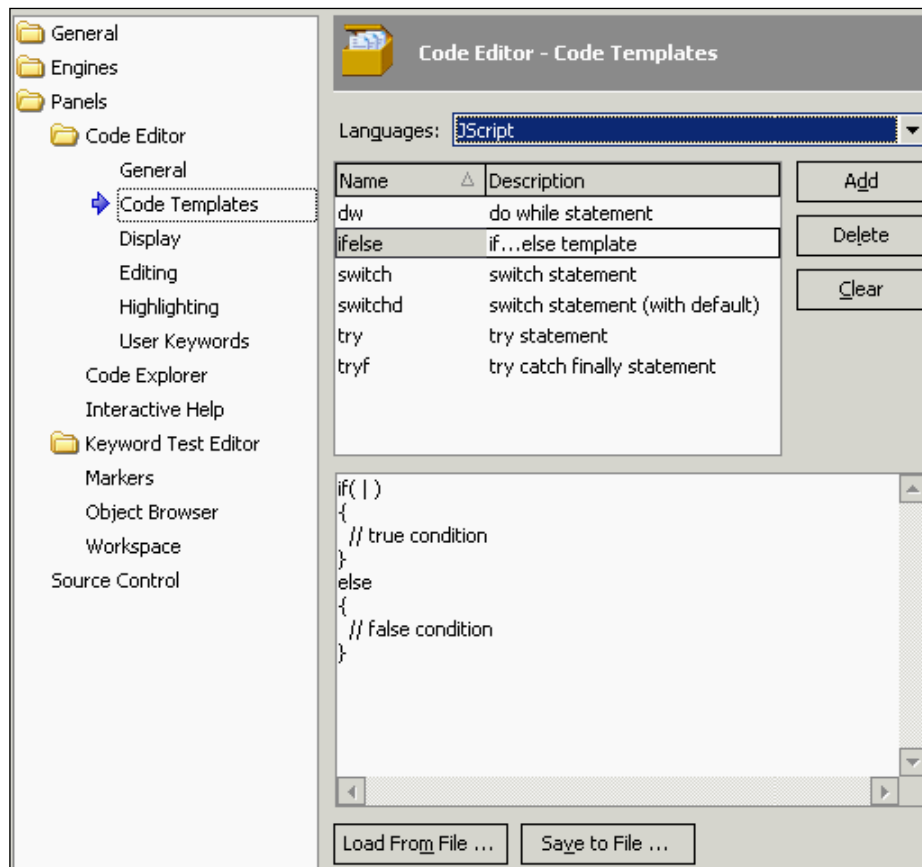 General
Engines
Panels
Code Editor
General
Code Templates
Display
Editing
Highlighting
User Keywords
Code Explorer
Interactive Help
Keyword Test Editor
Markers
Object Browser
Workspace
Source Control
Code Editor - Code Templates
Languages: JScript
Name Description
dw do while statement
ifelse if...else template
switch switch statement
switchd switch statement (with default)
try try statement
tryf try catch finally statement
Add
Delete
Clear
if( | )
{
// true condition
}
else
{
// false condition
}
Load From File ... Save to File ...